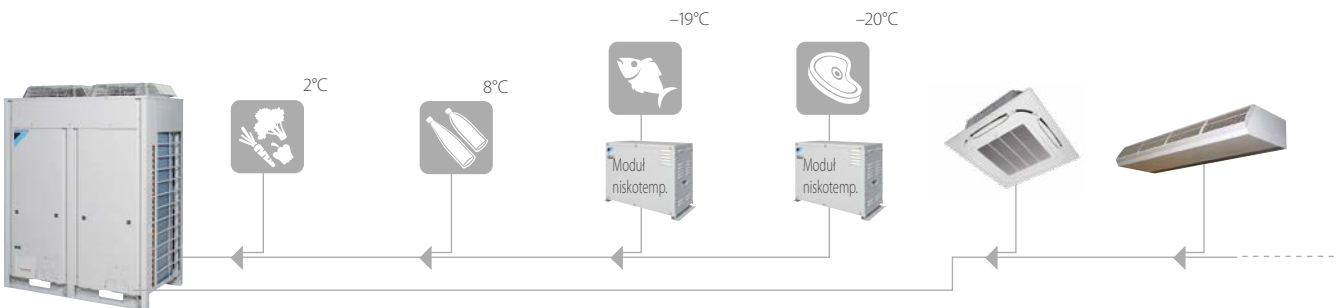 –19°C
–20°C
2°C
8°C
Moduł
niskotemp.
Moduł
niskotemp.